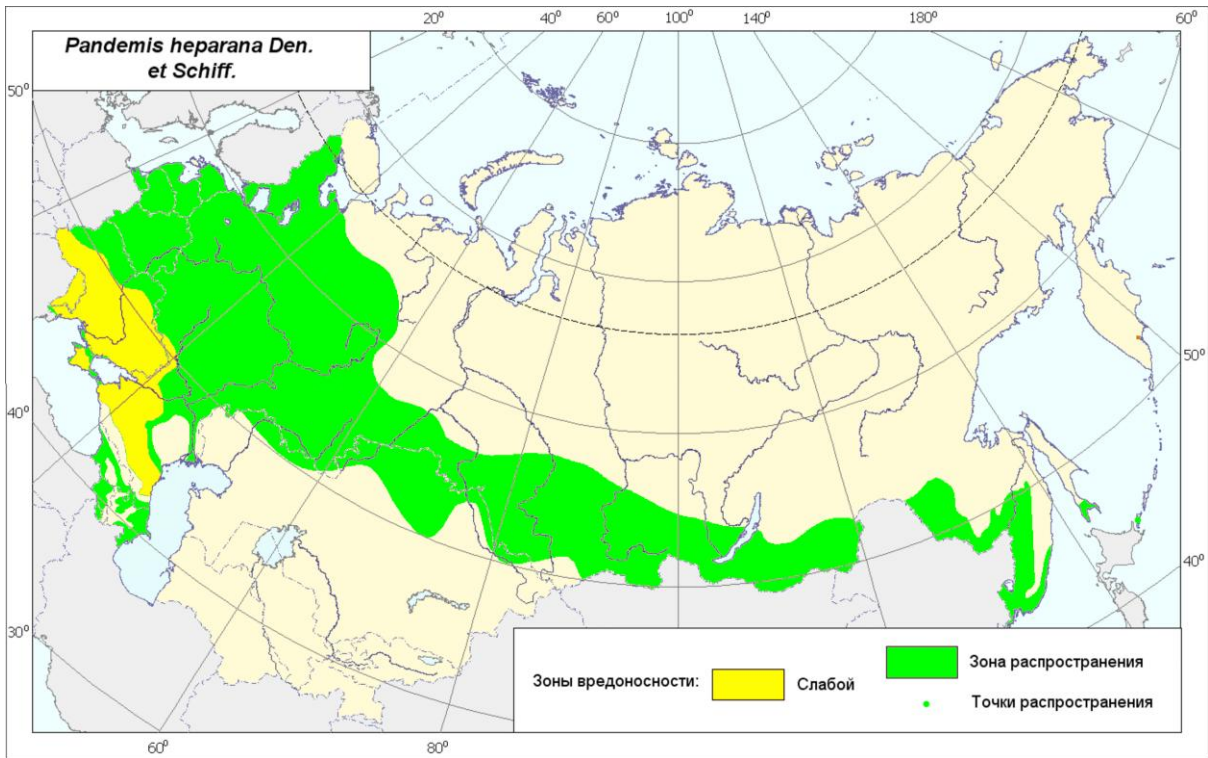 20⁰ 40⁰ 60⁰ 100⁰ 140⁰ 180⁰ 60⁰
Pandemis heparana Den.
et Schiff.
50⁰
50⁰
40⁰
40⁰
30⁰
Зоны вредоносности:
Слабой
Зона распространения
Точки распространения
60⁰ 80⁰